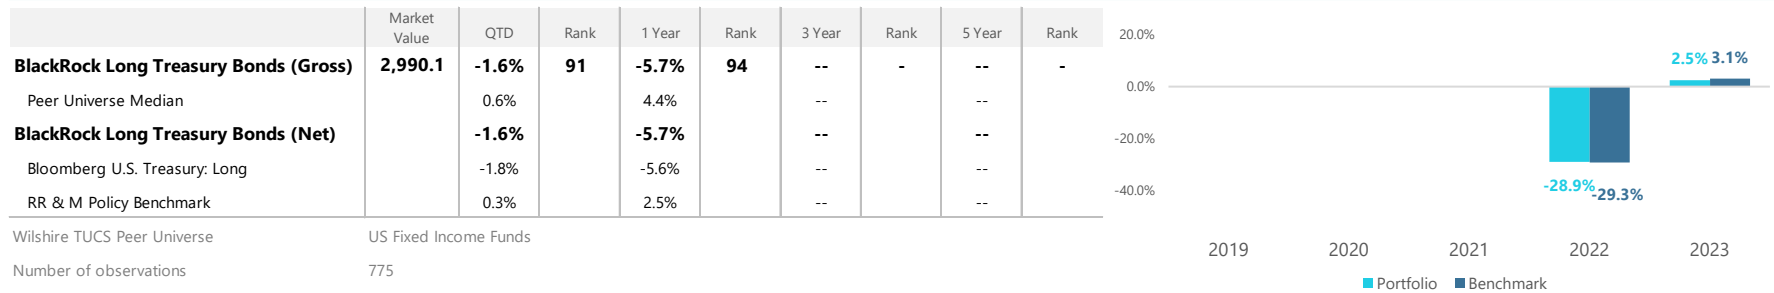 Market Value QTD Rank 1 Year Rank 3 Year Rank 5 Year Rank
BlackRock Long Treasury Bonds (Gross) 2,990.1 -1.6% 91 -5.7% 94 -- - -- -
Peer Universe Median 0.6% 4.4% -- --
BlackRock Long Treasury Bonds (Net) -1.6% -5.7% -- --
Bloomberg U.S. Treasury: Long -1.8% -5.6% -- --
RR & M Policy Benchmark 0.3% 2.5% -- --
Wilshire TUCS Peer Universe US Fixed Income Funds
Number of observations 775
20.0%
2.5% 3.1%
0.0%
-20.0%
-40.0%
-28.9%
-29.3%
2019 2020 2021 2022 2023
Portfolio Benchmark